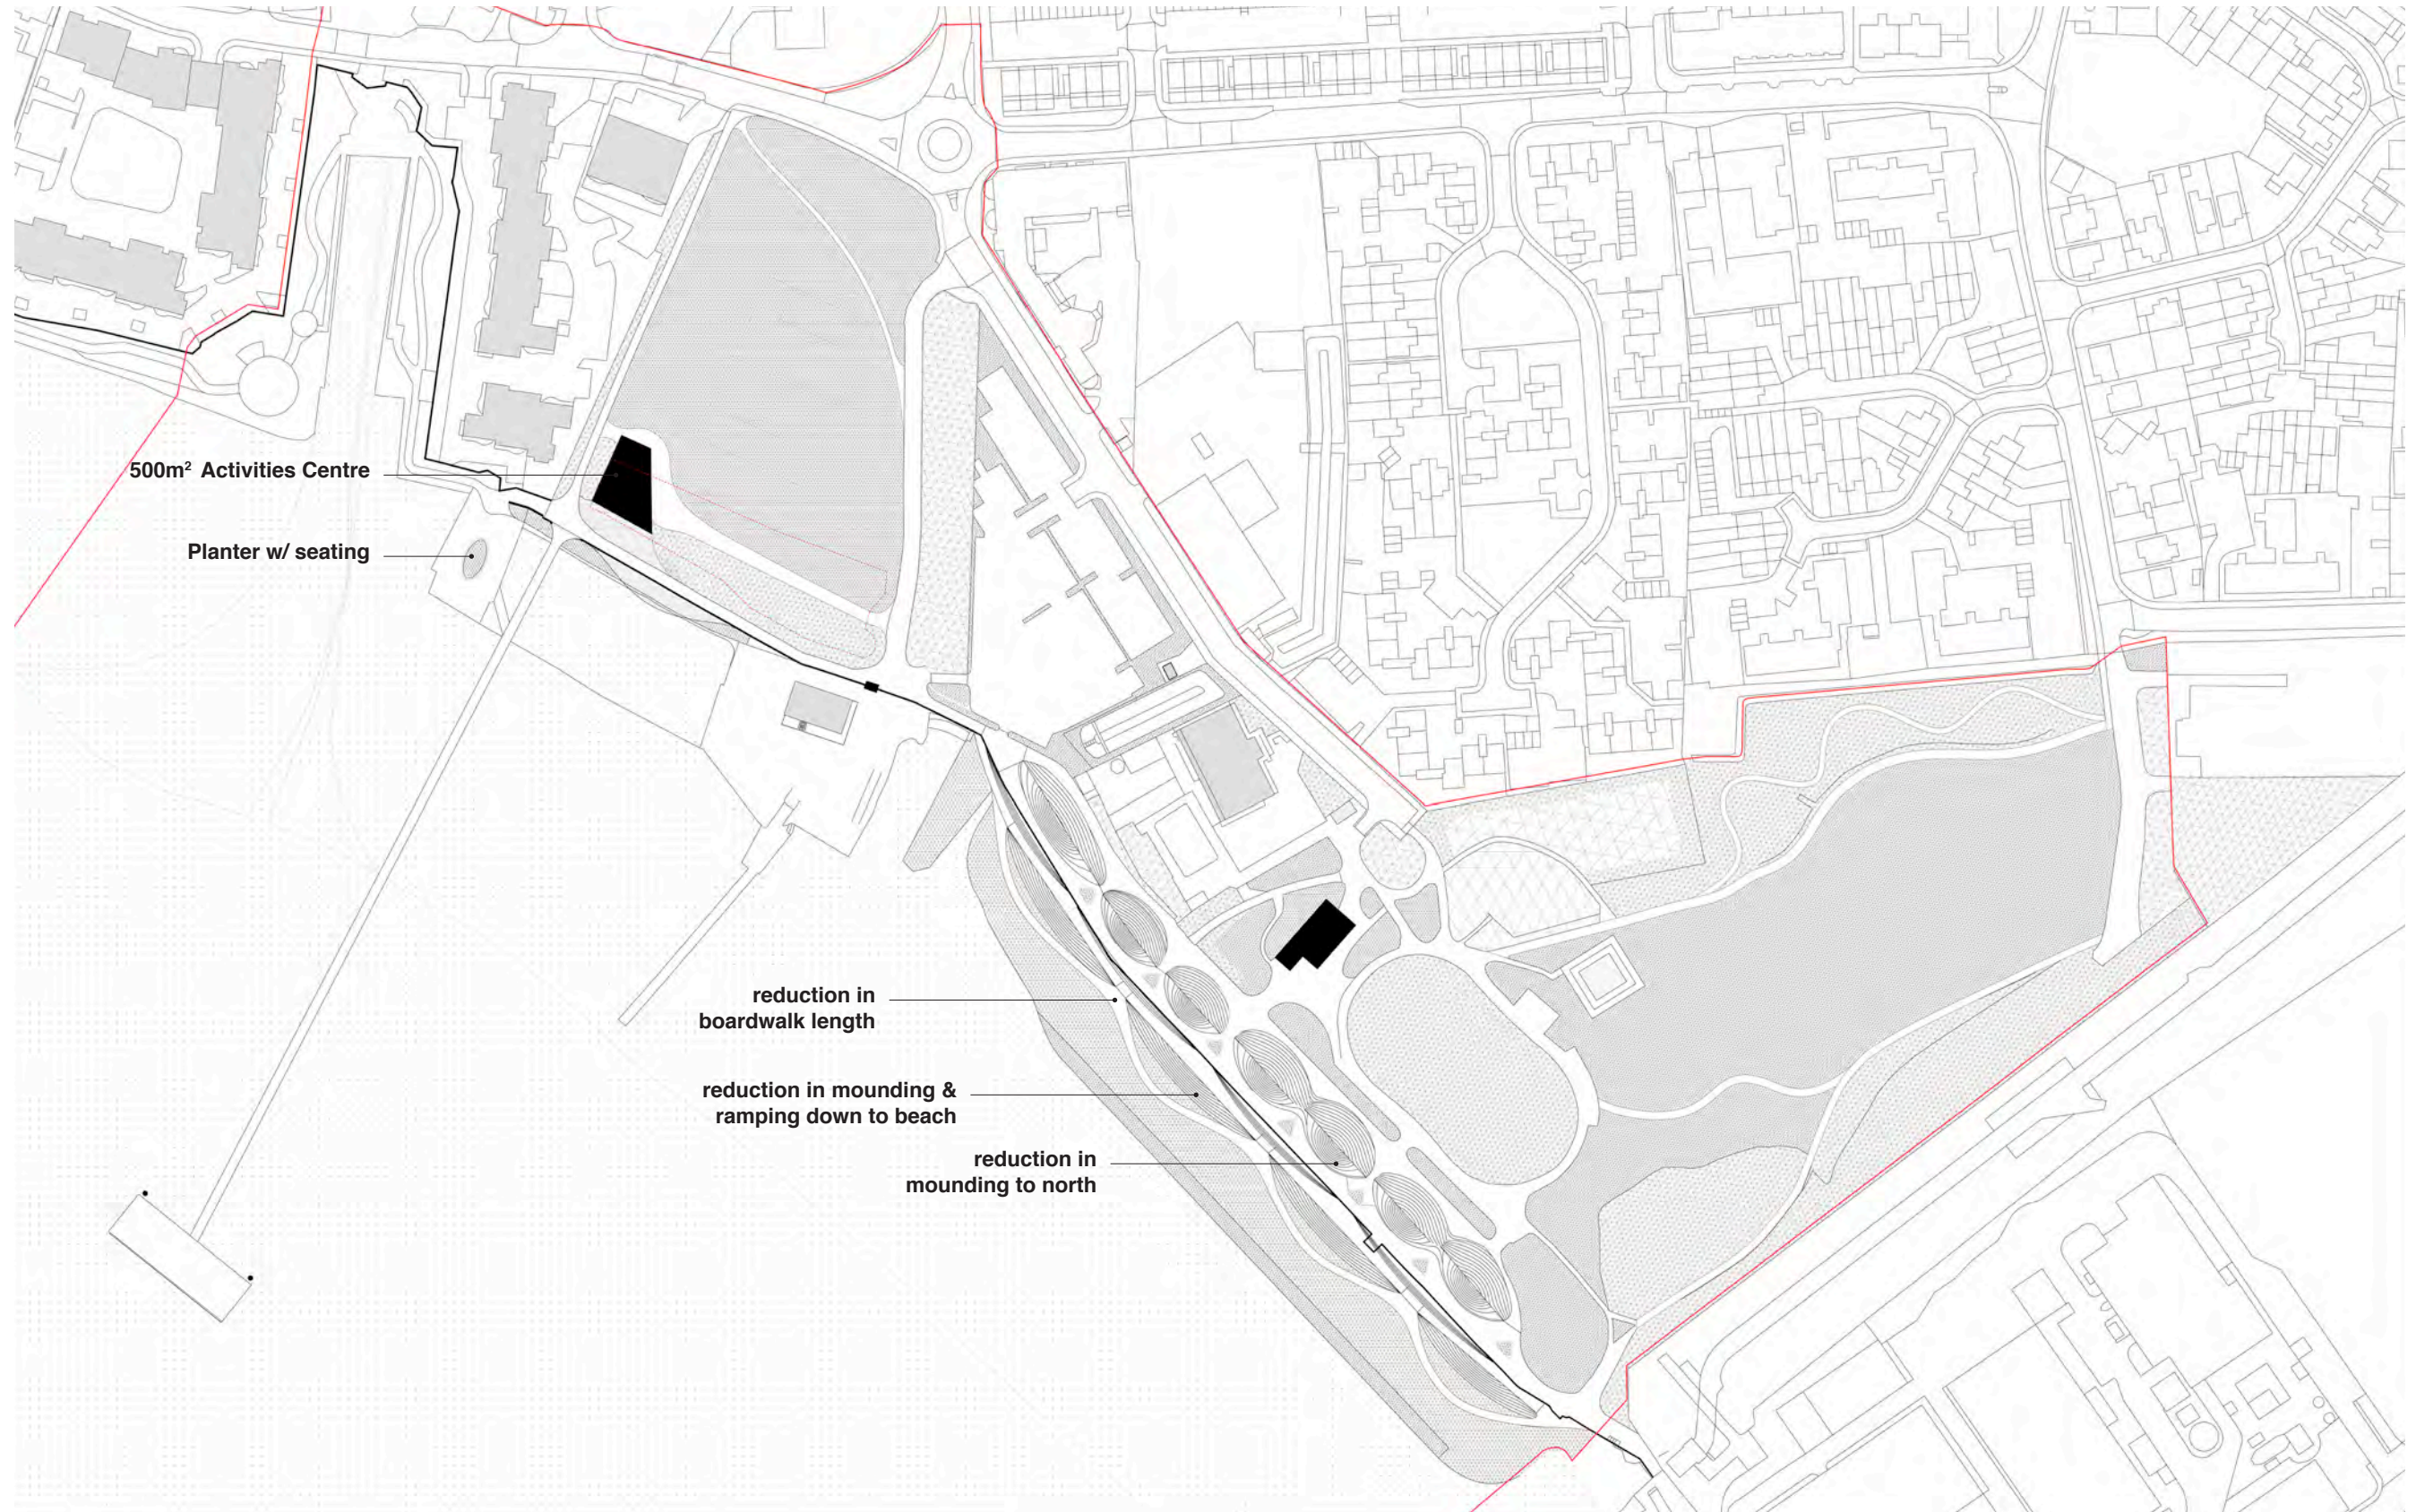 500m² Activities Centre
Planter w/ seating
reduction in
boardwalk length
reduction in mounding &
ramping down to beach
reduction in
mounding to north